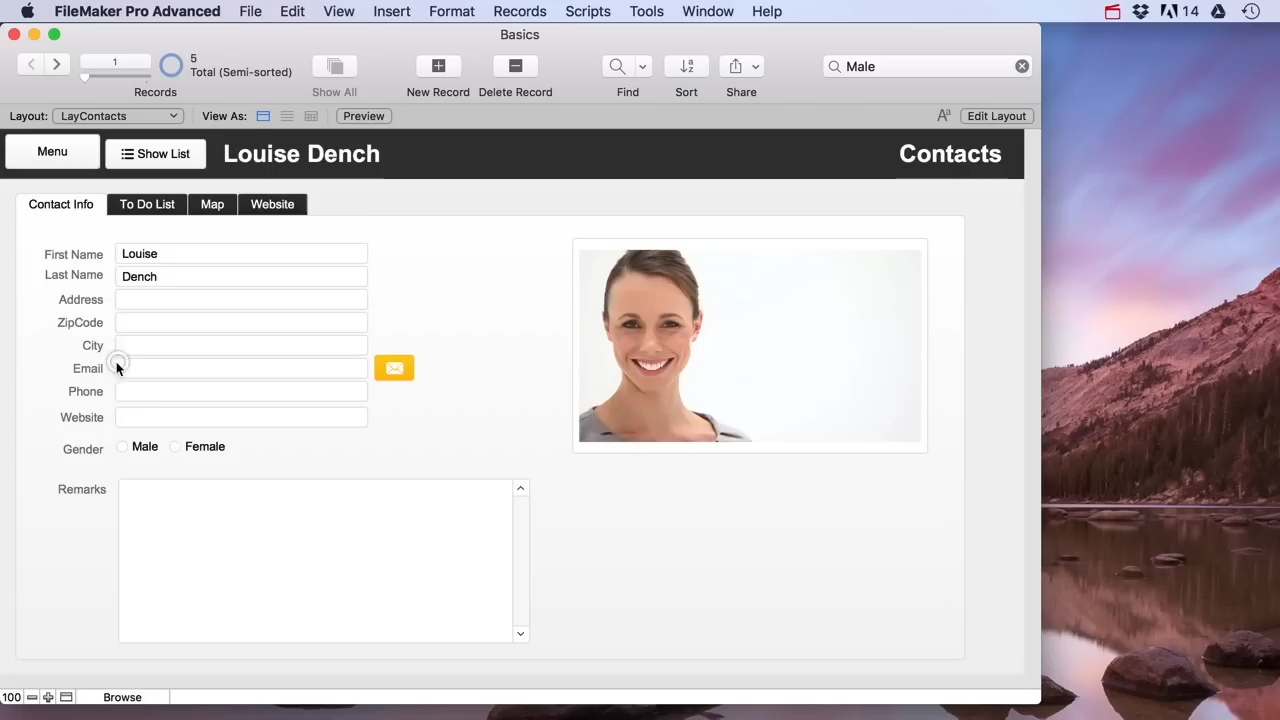 FileMaker Pro Advanced File Edit View Insert Format Records Scripts Tools Window Help 14
Basics
1
5
Total (Semi-sorted)
Male
Records Show All New Record Delete Record Find Sort Share
Layout: LayContacts View As: Preview Aa Edit Layout
Menu Show List Louise Dench Contacts
Contact Info To Do List Map Website
First Name Louise
Last Name Dench
Address
ZipCode
City
Email
Phone
Website
Gender Male Female
Remarks
100 Browse